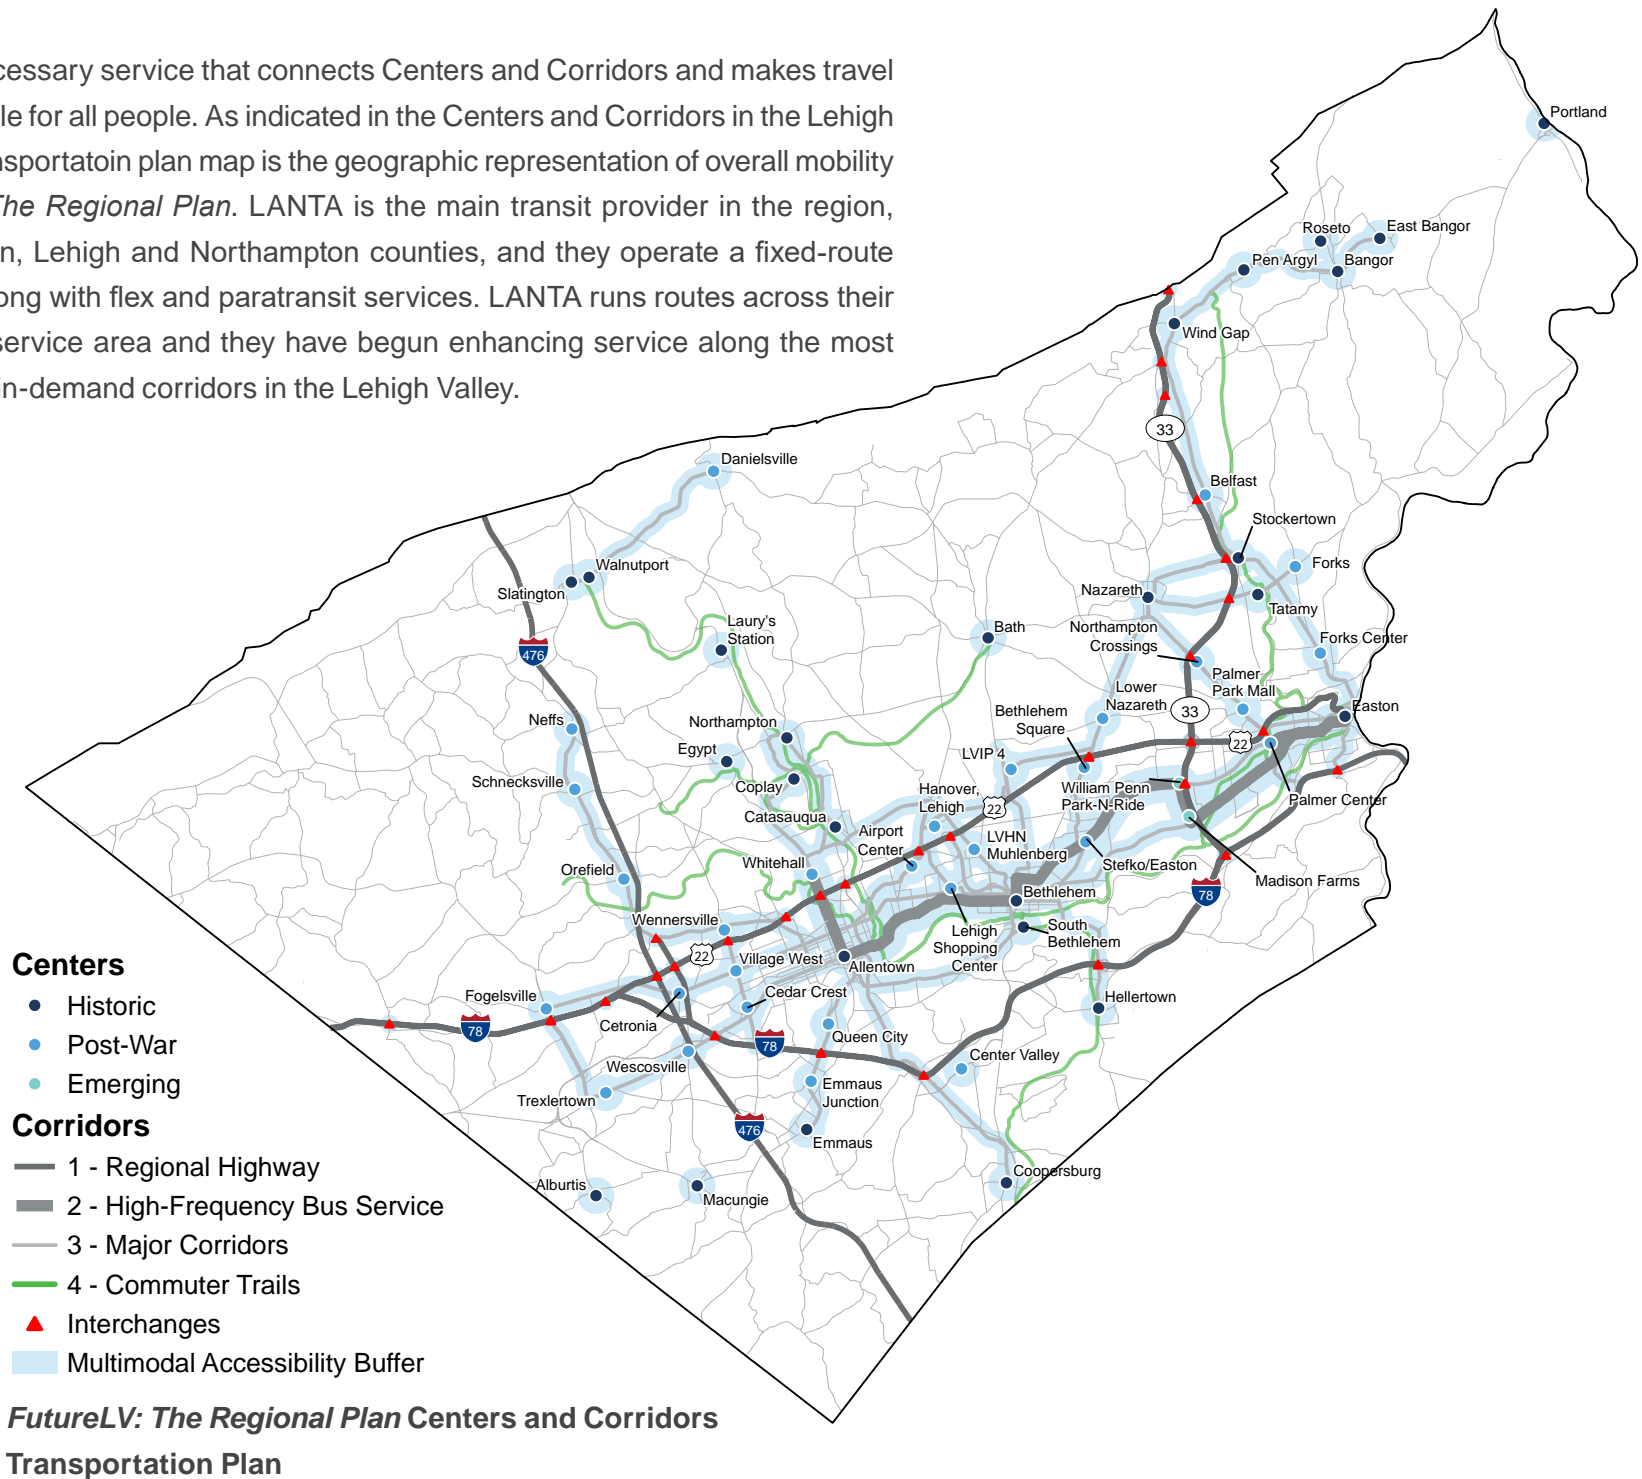 cessary service that connects Centers and Corridors and makes travel
le for all people. As indicated in the Centers and Corridors in the Lehigh
nsportatoin plan map is the geographic representation of overall mobility
The Regional Plan. LANTA is the main transit provider in the region,
n, Lehigh and Northampton counties, and they operate a fixed-route
ong with flex and paratransit services. LANTA runs routes across their
service area and they have begun enhancing service along the most
in-demand corridors in the Lehigh Valley.
Portland
Roseto
East Bangor
Pen Argyl
Bangor
Wind Gap
33
Danielsville
Belfast
Stockertown
Walnutport
Slatington
Forks
Nazareth
Tatamy
Laury's
Station
Bath
Northampton
Crossings
Forks Center
476
Palmer
Park Mall
Lower
Nazareth
Neffs
Northampton
Bethlehem
Square
33
Easton
22
Egypt
LVIP 4
Schnecksville
Coplay
Hanover,
Lehigh
22
William Penn
Park-N-Ride
Palmer Center
Catasauqua
Airport
Center
LVHN
Muhlenberg
Whitehall
Stefko/Easton
Orefield
Madison Farms
78
Bethlehem
Wennersville
Lehigh
Shopping
Center
South
Bethlehem
22
Village West
Allentown
Fogelsville
Cedar Crest
Hellertown
Cetronia
78
78
Queen City
Wescosville
Center Valley
Trexlertown
Emmaus
Junction
476
Emmaus
Alburtis
Macungie
Coopersburg
Centers
Historic
Post-War
Emerging
Corridors
1 - Regional Highway
2 - High-Frequency Bus Service
3 - Major Corridors
4 - Commuter Trails
Interchanges
Multimodal Accessibility Buffer
FutureLV: The Regional Plan Centers and Corridors
Transportation Plan